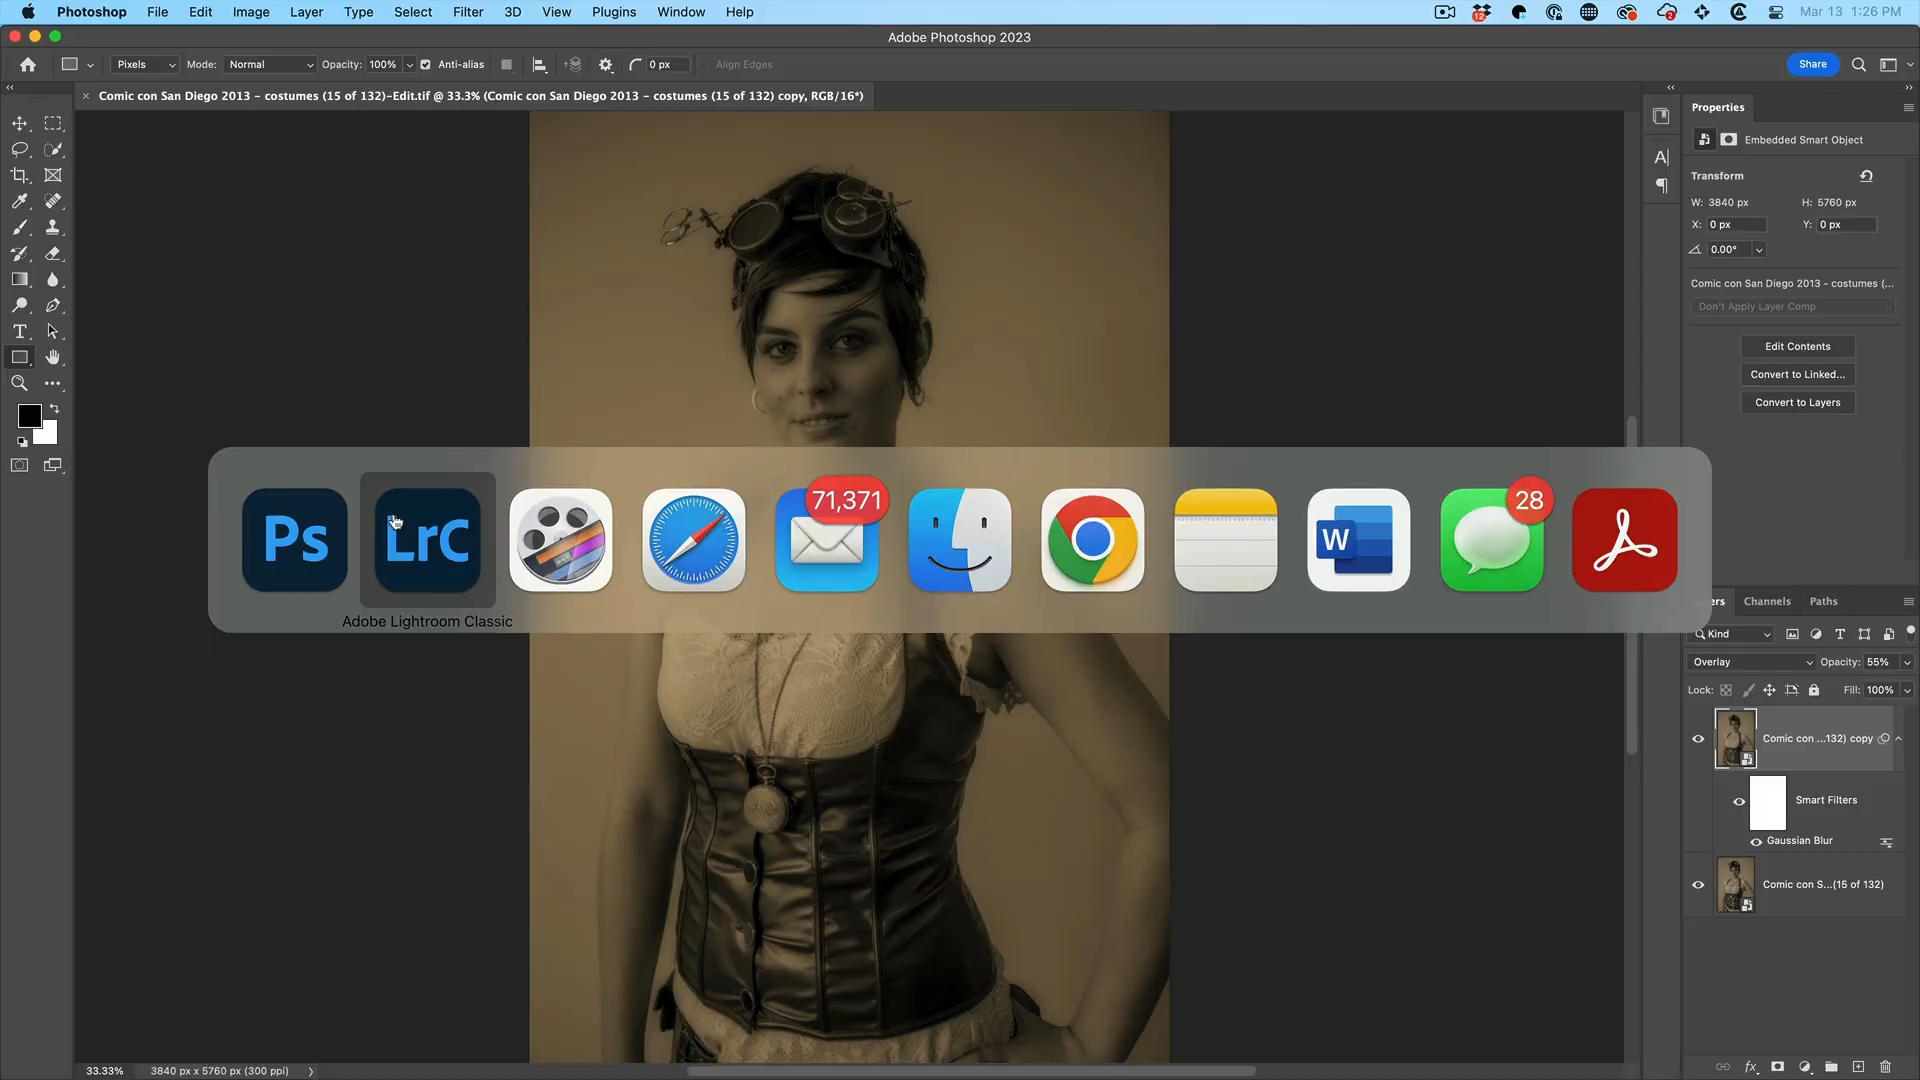 Photoshop File Edit Image Layer Type Select Filter 3D View Plugins Window Help
12 2 Mar 13 1:26 PM
Adobe Photoshop 2023
Pixels Mode: Normal Opacity: 100% Anti-alias 0 px Align Edges Share
Comic con San Diego 2013 – costumes (15 of 132)-Edit.tif @ 33.3% (Comic con San Diego 2013 – costumes (15 of 132) copy, RGB/16*)
Properties
Embedded Smart Object
Transform
W: 3840 px H: 5760 px
X: 0 px Y: 0 px
0.00°
Comic con San Diego 2013 - costumes (...
Don't Apply Layer Comp
Edit Contents
Convert to Linked...
Convert to Layers
Ps LrC 71,371 W 28
Adobe Lightroom Classic
Channels Paths
Kind
Overlay Opacity: 55%
Lock: Fill: 100%
Comic con ...132) copy
Smart Filters
Gaussian Blur
Comic con S...(15 of 132)
33.33% 3840 px x 5760 px (300 ppi)